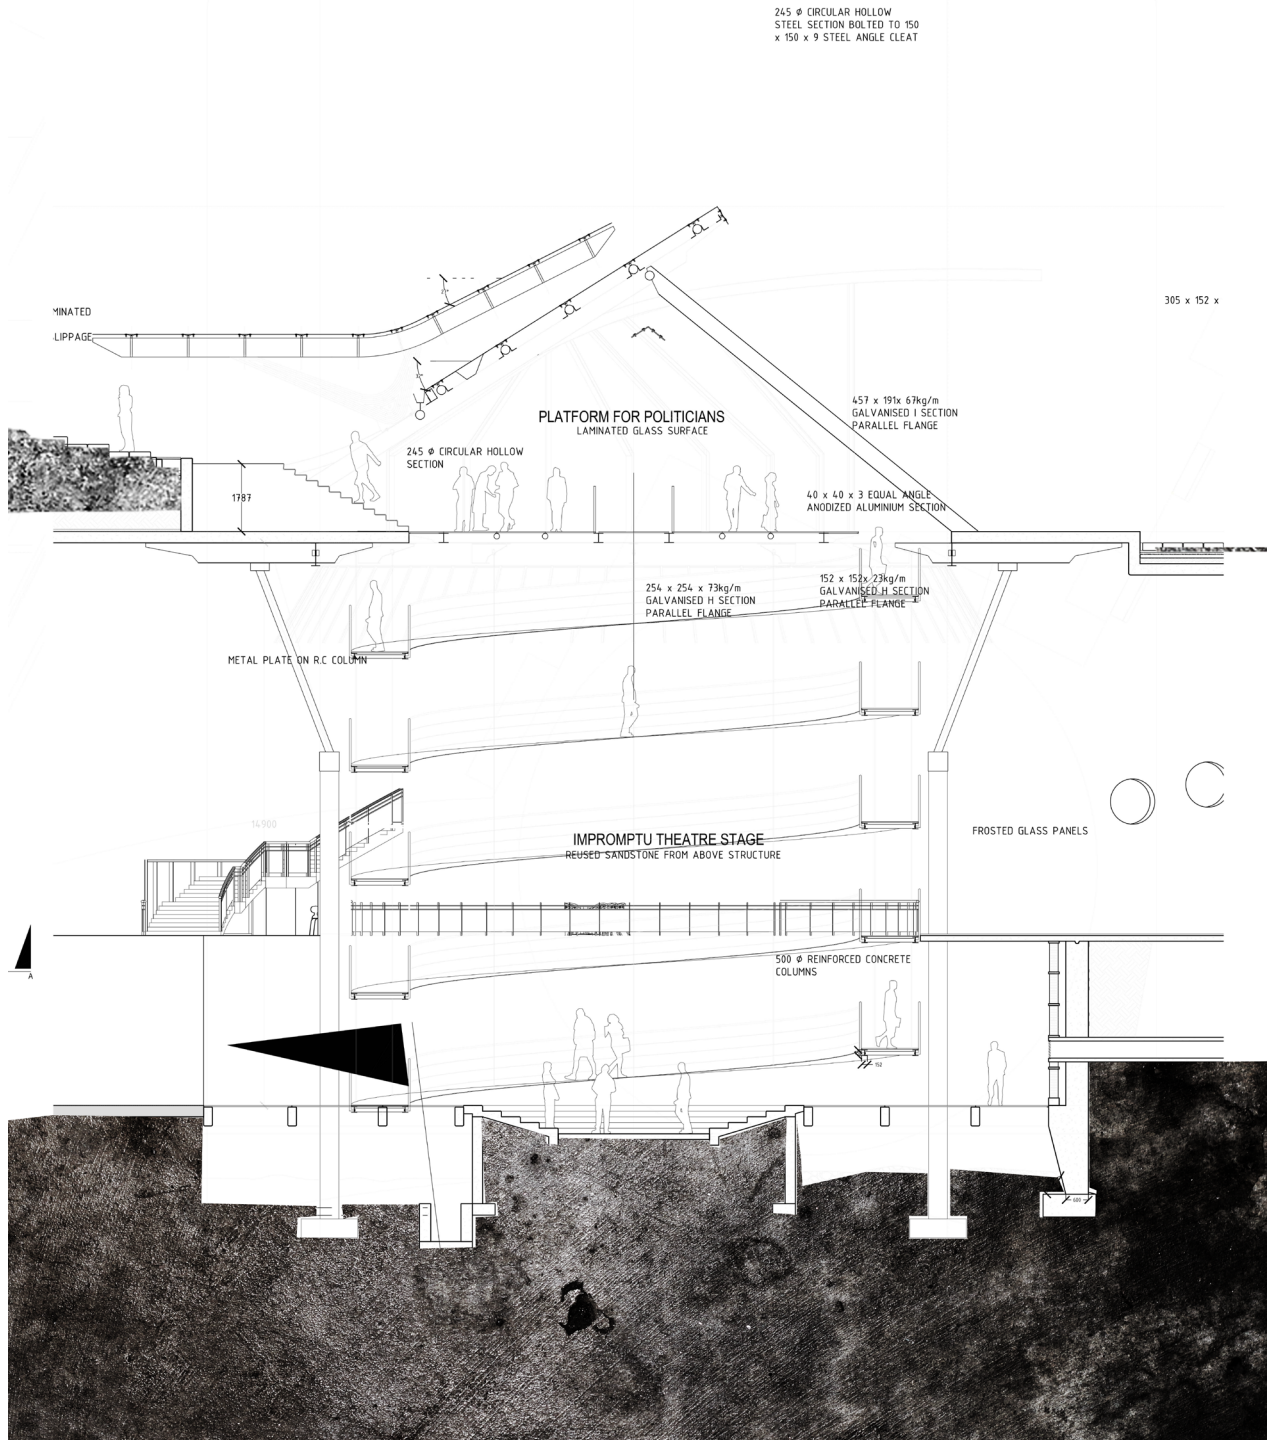 245 Ø CIRCULAR HOLLOW
STEEL SECTION BOLTED TO 150
x 150 x 9 STEEL ANGLE CLEAT
MINATED
LIPPAGE
305 x 152 x
457 x 191x 67kg/m
GALVANISED I SECTION
PARALLEL FLANGE
PLATFORM FOR POLITICIANS
LAMINATED GLASS SURFACE
245 Ø CIRCULAR HOLLOW
SECTION
1787
40 x 40 x 3 EQUAL ANGLE
ANODIZED ALUMINIUM SECTION
254 x 254 x 73kg/m
GALVANISED H SECTION
PARALLEL FLANGE
152 x 152x 23kg/m
GALVANISED H SECTION
PARALLEL FLANGE
METAL PLATE ON R.C COLUMN
14900
IMPROMPTU THEATRE STAGE
REUSED SANDSTONE FROM ABOVE STRUCTURE
FROSTED GLASS PANELS
500 Ø REINFORCED CONCRETE
COLUMNS
A
152
600